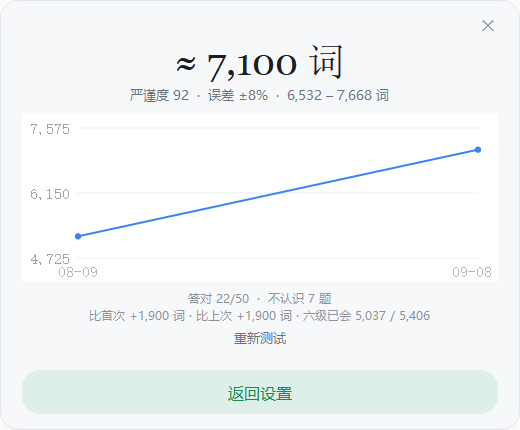 ≈ 7,100 词
严谨度 92 · 误差 ±8% · 6,532 – 7,668 词
7,575
6,150
4,725
08-09 09-08
答对 22/50 · 不认识 7 题
比首次 +1,900 词 · 比上次 +1,900 词 · 六级已会 5,037 / 5,406
重新测试
返回设置